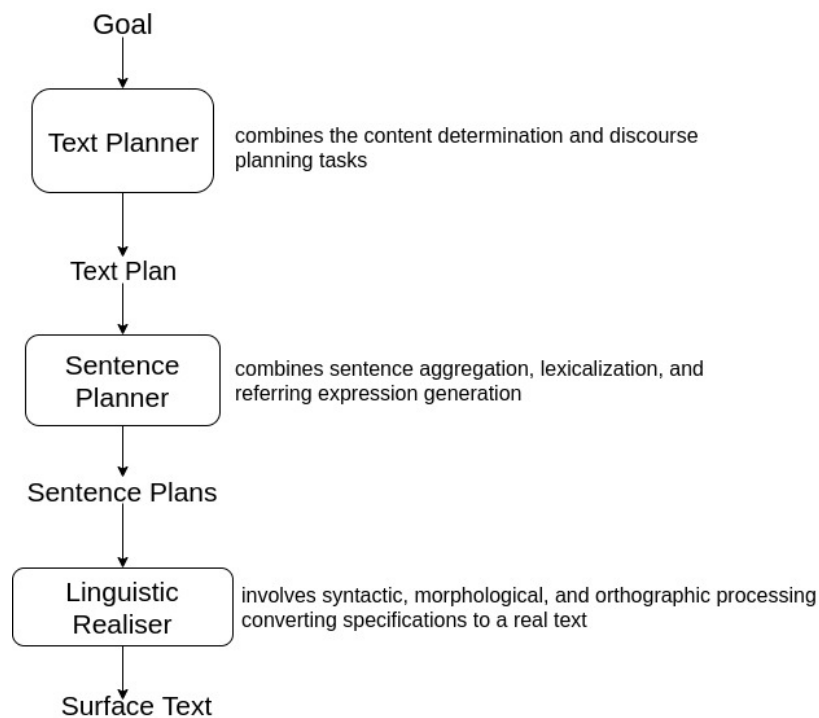 Goal
Text Planner
combines the content determination and discourse
planning tasks
Text Plan
Sentence
Planner
combines sentence aggregation, lexicalization, and
referring expression generation
Sentence Plans
Linguistic
Realiser
involves syntactic, morphological, and orthographic processing
converting specifications to a real text
Surface Text